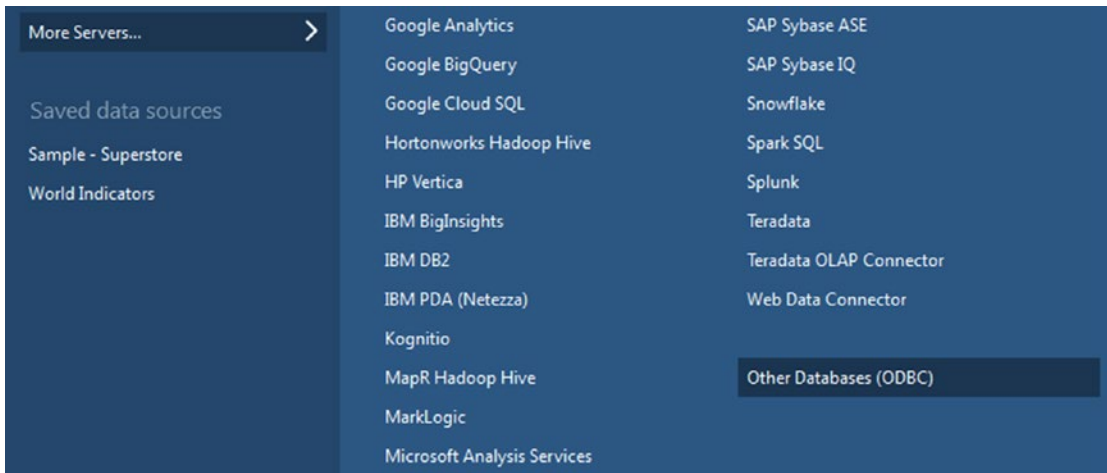 More Servers...
Saved data sources
Sample - Superstore
World Indicators
Google Analytics
Google BigQuery
Google Cloud SQL
Hortonworks Hadoop Hive
HP Vertica
IBM BigInsights
IBM DB2
IBM PDA (Netezza)
Kognitio
MapR Hadoop Hive
MarkLogic
Microsoft Analysis Services
SAP Sybase ASE
SAP Sybase IQ
Snowflake
Spark SQL
Splunk
Teradata
Teradata OLAP Connector
Web Data Connector
Other Databases (ODBC)